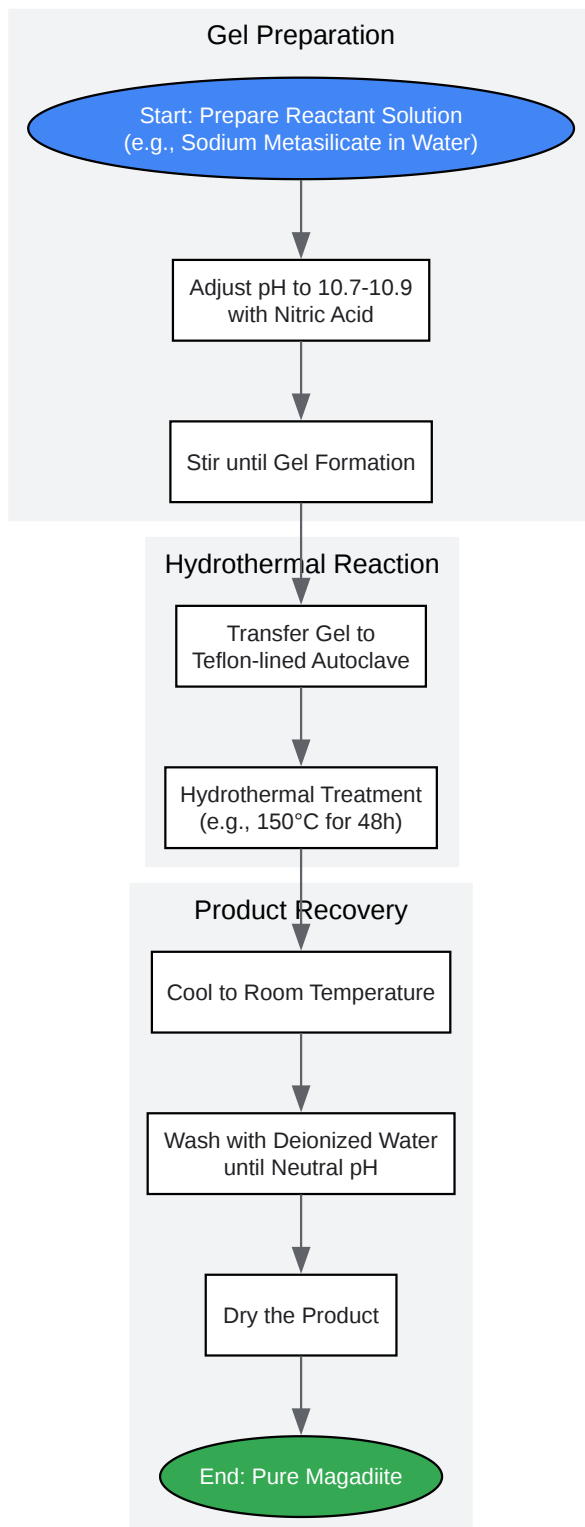 Gel Preparation
Start: Prepare Reactant Solution
(e.g., Sodium Metasilicate in Water)
Adjust pH to 10.7-10.9
with Nitric Acid
Stir until Gel Formation
Hydrothermal Reaction
Transfer Gel to
Teflon-lined Autoclave
Hydrothermal Treatment
(e.g., 150°C for 48h)
Product Recovery
Cool to Room Temperature
Wash with Deionized Water
until Neutral pH
Dry the Product
End: Pure Magadiite